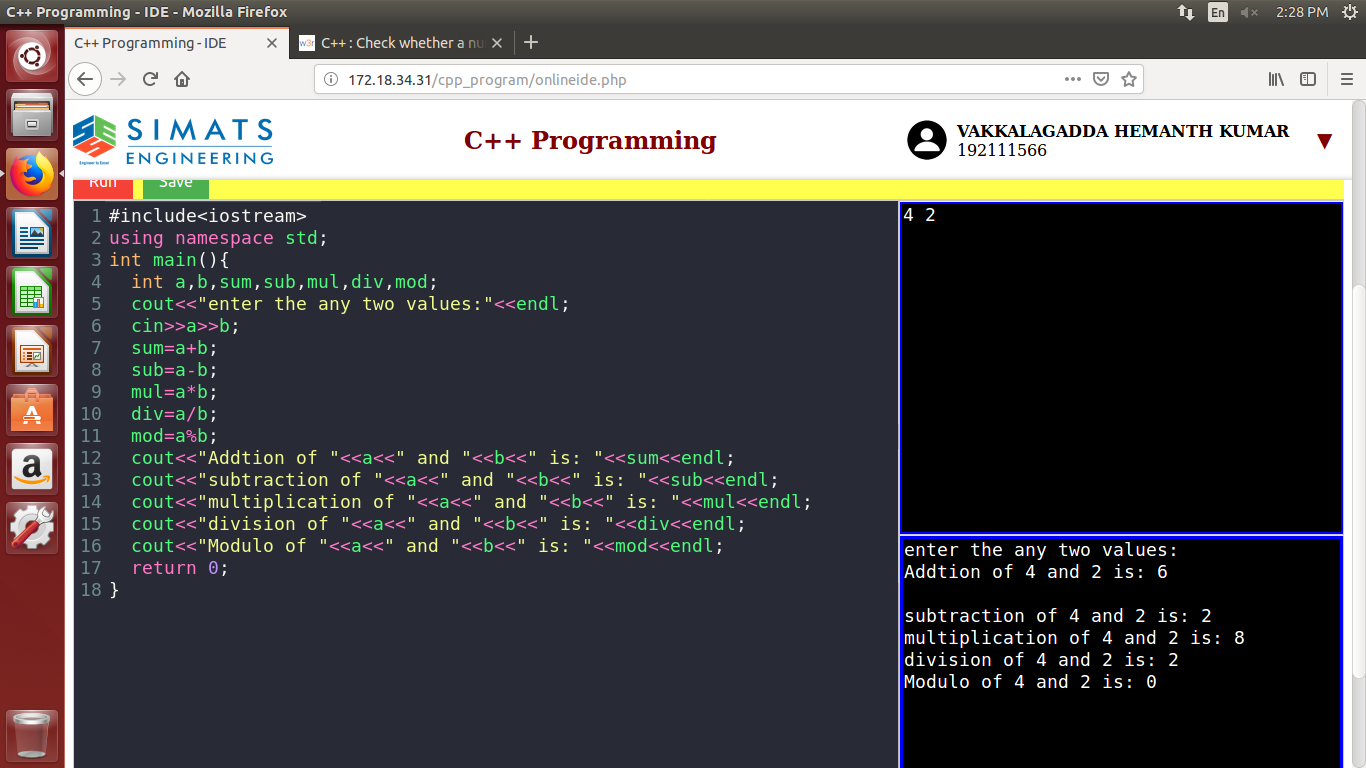 C++ Programming - IDE - Mozilla Firefox
En
2:28 PM
C++ Programming - IDE
w3r
C++ : Check whether a nu
172.18.34.31/cpp_program/onlineide.php
SIMATS
ENGINEERING
Engineer to Excel
C++ Programming
VAKKALAGADDA HEMANTH KUMAR
192111566
Run
Save
1 #include<iostream>
2 using namespace std;
3 int main(){
4 int a,b,sum,sub,mul,div,mod;
5 cout<<"enter the any two values:"<<endl;
6 cin>>a>>b;
7 sum=a+b;
8 sub=a-b;
9 mul=a*b;
10 div=a/b;
11 mod=a%b;
12 cout<<"Addtion of "<<a<<" and "<<b<<" is: "<<sum<<endl;
13 cout<<"subtraction of "<<a<<" and "<<b<<" is: "<<sub<<endl;
14 cout<<"multiplication of "<<a<<" and "<<b<<" is: "<<mul<<endl;
15 cout<<"division of "<<a<<" and "<<b<<" is: "<<div<<endl;
16 cout<<"Modulo of "<<a<<" and "<<b<<" is: "<<mod<<endl;
17 return 0;
18 }
4 2
enter the any two values:
Addtion of 4 and 2 is: 6
subtraction of 4 and 2 is: 2
multiplication of 4 and 2 is: 8
division of 4 and 2 is: 2
Modulo of 4 and 2 is: 0